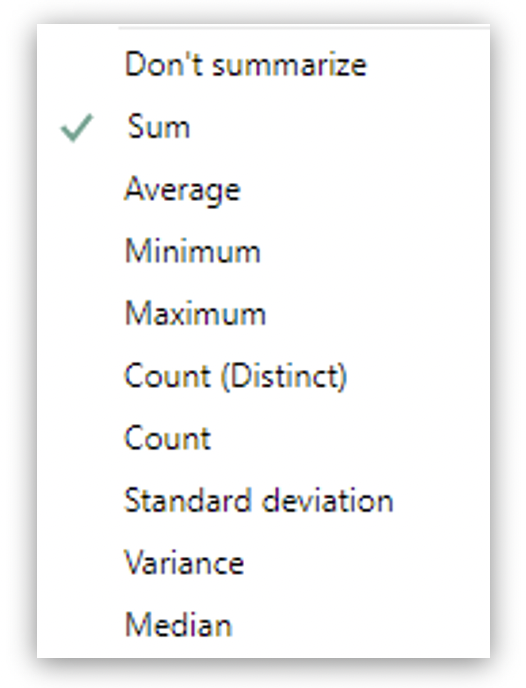 Don't summarize
Sum
Average
Minimum
Maximum
Count (Distinct)
Count
Standard deviation
Variance
Median